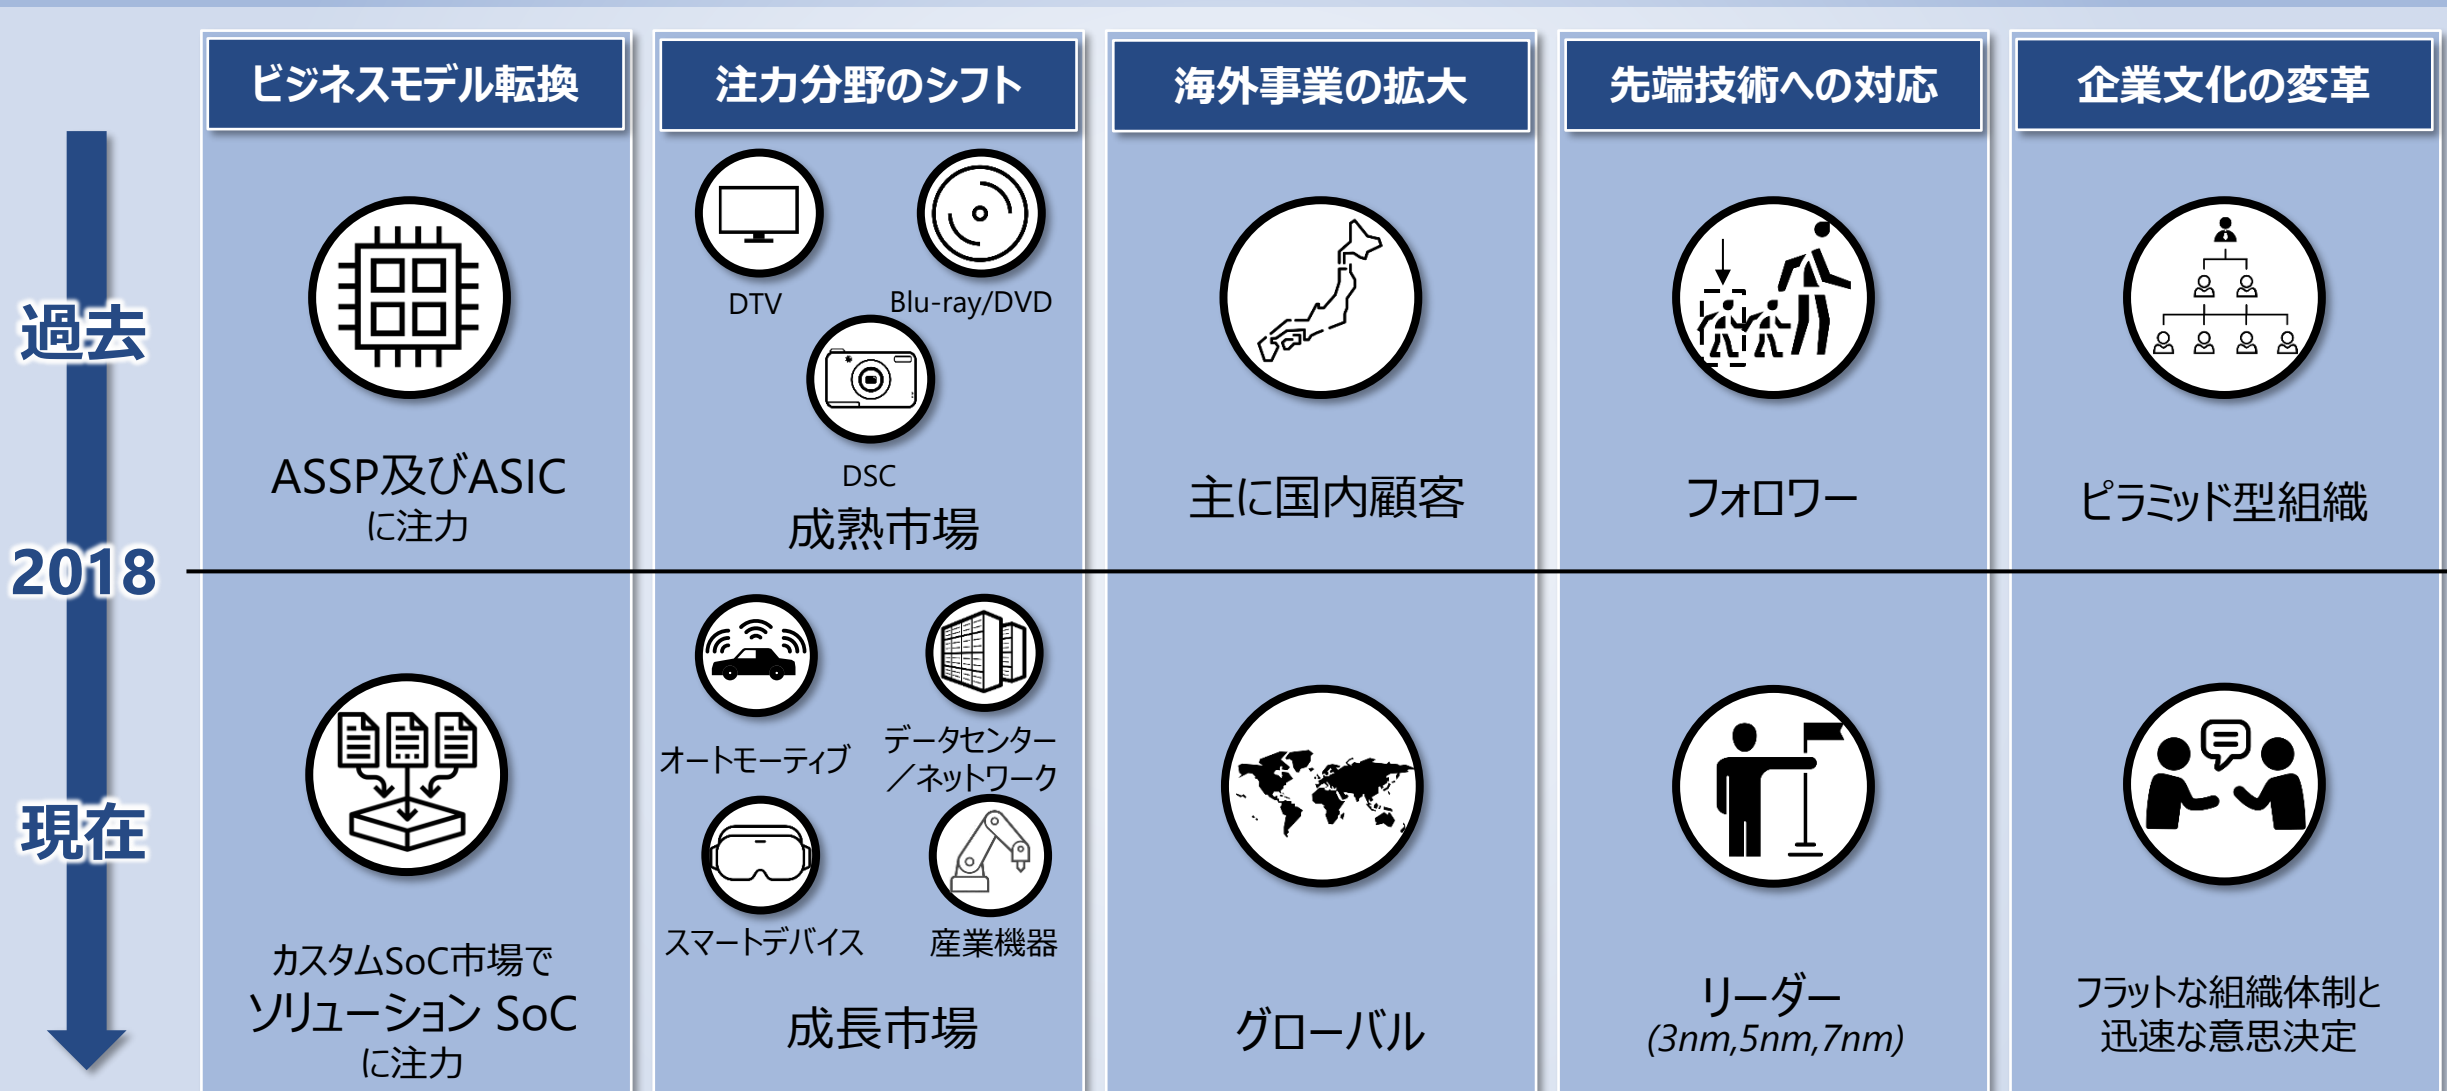 ビジネスモデル転換
注力分野のシフト
海外事業の拡大
先端技術への対応
企業文化の変革
過去
ASSP及びASIC
に注力
DTV
Blu-ray/DVD
DSC
成熟市場
主に国内顧客
フォロワー
ピラミッド型組織
2018
現在
カスタムSoC市場で
ソリューション SoC
に注力
オートモーティブ
データセンター
／ネットワーク
スマートデバイス
産業機器
成長市場
グローバル
リーダー
(3nm,5nm,7nm)
フラットな組織体制と
迅速な意思決定